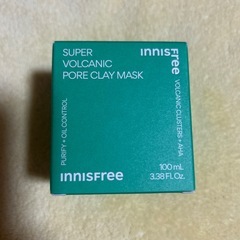 SUPER
VOLCANIC
PORE CLAY MASK
INNISFree
VOLCANIC CLUSTERS + AHA
PURIFY + OIL CONTROL
100 mL
3.38 Fl. Oz.
INNISFree